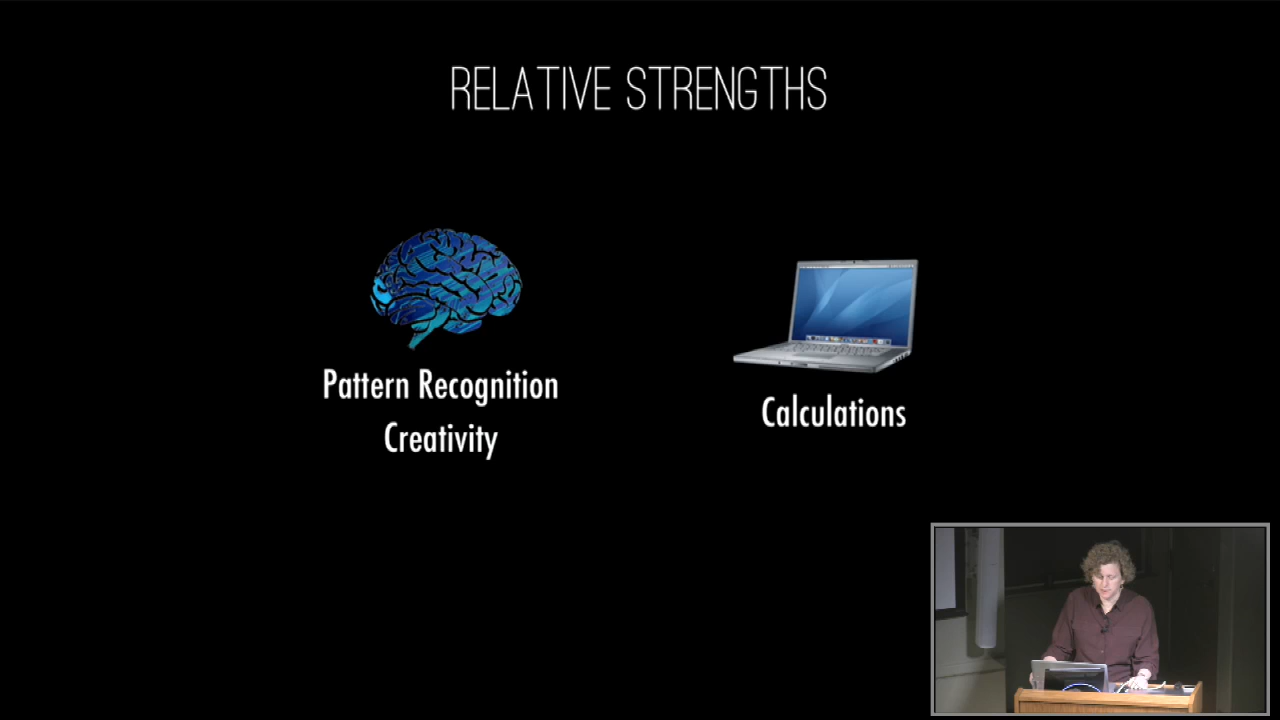 RELATIVE STRENGTHS
Pattern Recognition
Creativity
Calculations